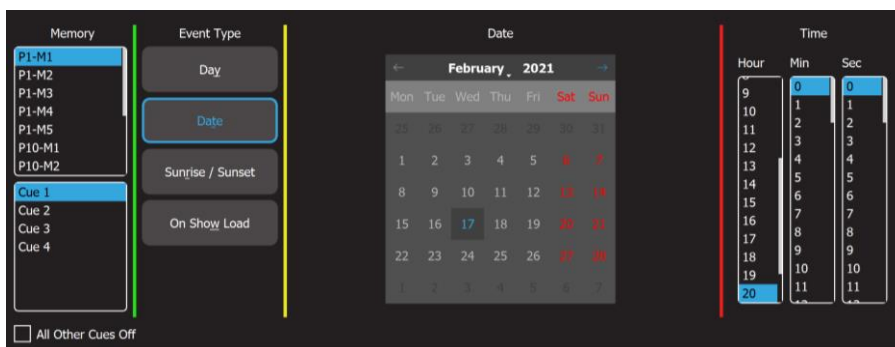 Memory
P1-M1
P1-M2
P1-M3
P1-M4
P1-M5
P10-M1
P10-M2
Cue 1
Cue 2
Cue 3
Cue 4
All Other Cues Off
Event Type
Day
Date
Sunrise / Sunset
On Show Load
Date
← February 2021 →
Mon Tue Wed Thu Fri Sat Sun
25 26 27 28 29 30 31
1 2 3 4 5 6 7
8 9 10 11 12 13 14
15 16 17 18 19 20 21
22 23 24 25 26 27 28
1 2 3 4 5 6 7
Time
Hour
9
10
11
12
13
14
15
16
17
18
19
20
Min
0
1
2
3
4
5
6
7
8
9
10
11
Sec
0
1
2
3
4
5
6
7
8
9
10
11